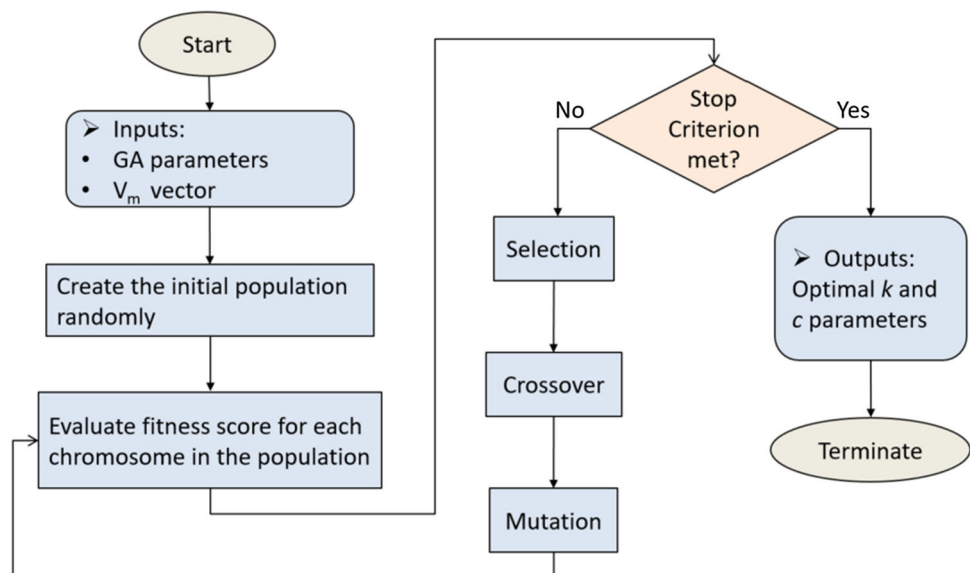 Start
➢ Inputs:
• GA parameters
• Vₘ vector
Create the initial population
randomly
Evaluate fitness score for each
chromosome in the population
Stop
Criterion
met?
No
Yes
Selection
Crossover
Mutation
➢ Outputs:
Optimal k and
c parameters
Terminate